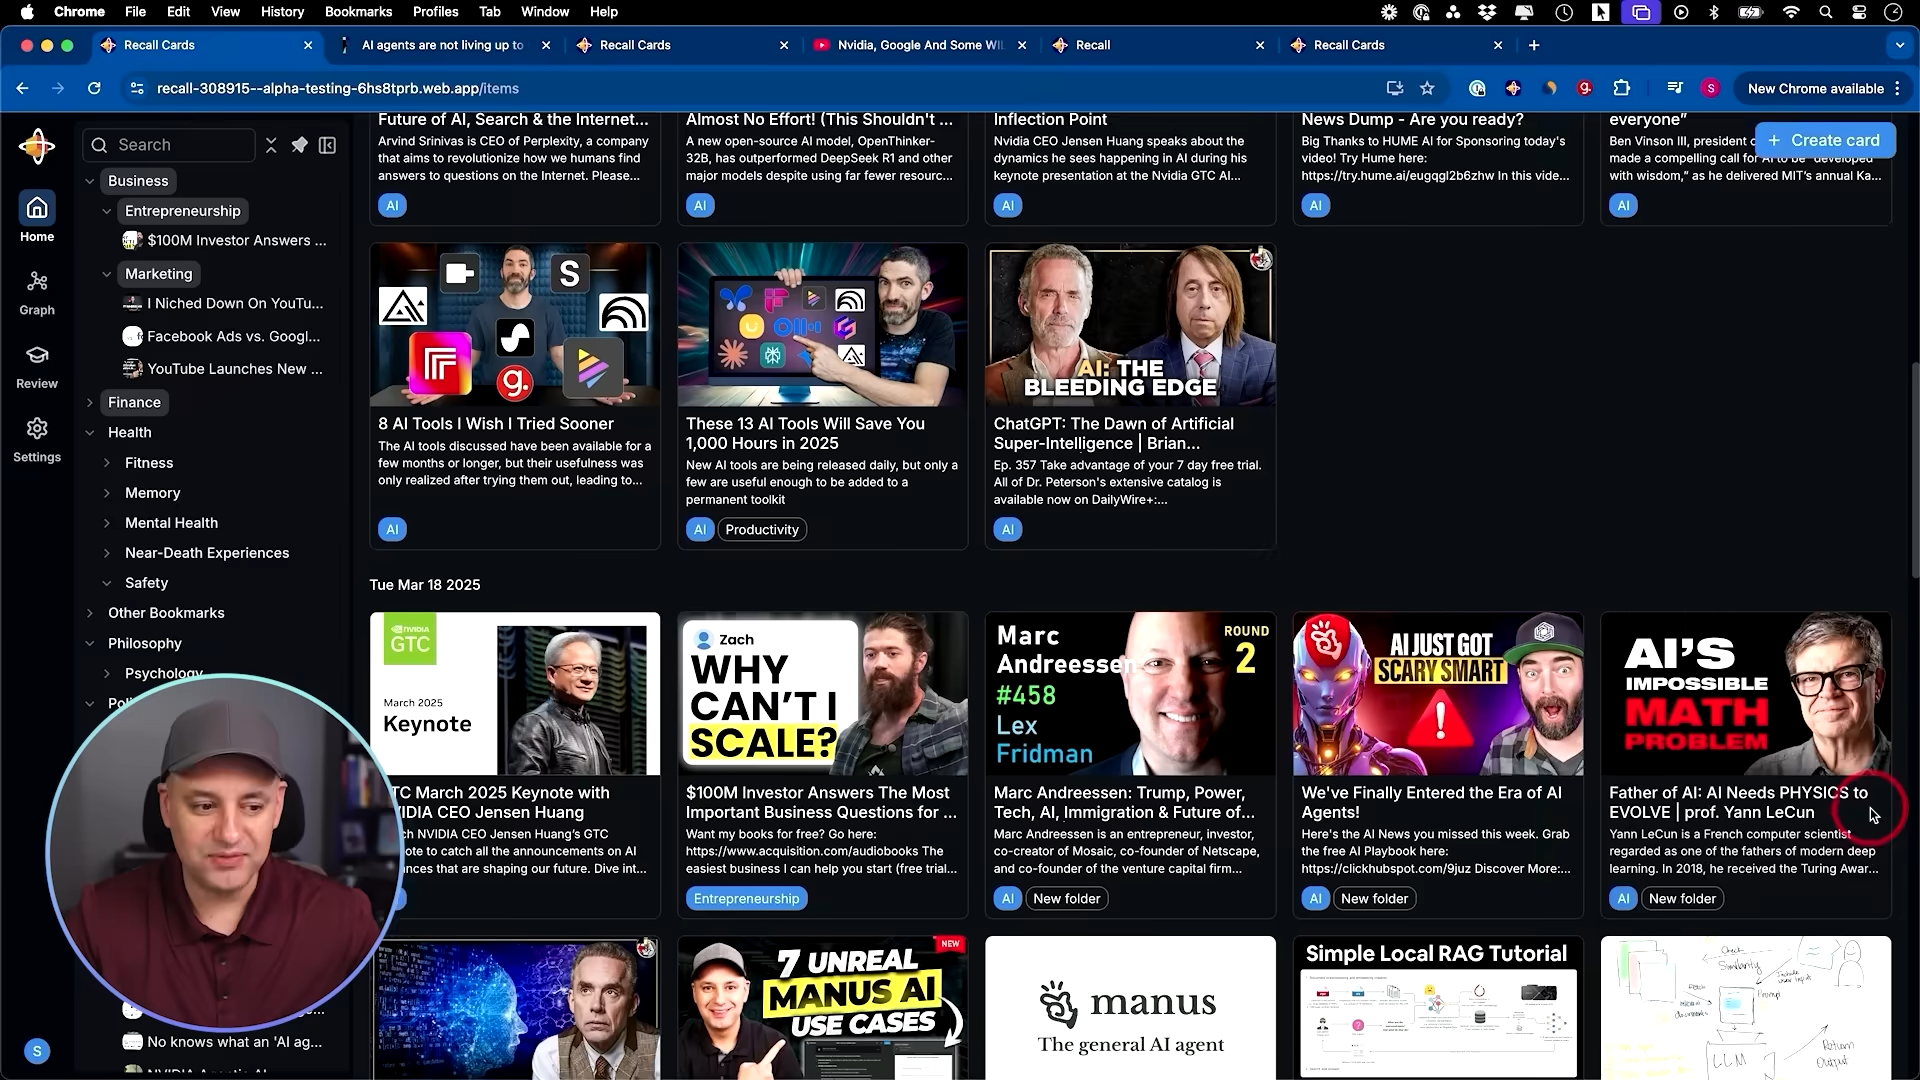 Chrome File Edit View History Bookmarks Profiles Tab Window Help
Recall Cards
AI agents are not living up to
Recall Cards
Nvidia, Google And Some WIL
Recall
Recall Cards
recall-308915--alpha-testing-6hs8tprb.web.app/items
New Chrome available
Search
Create card
Home
Graph
Review
Settings
Business
Entrepreneurship
$100M Investor Answers ...
Marketing
I Niched Down On YouTu...
Facebook Ads vs. Googl...
YouTube Launches New ...
Finance
Health
Fitness
Memory
Mental Health
Near-Death Experiences
Safety
Other Bookmarks
Philosophy
Psychology
No knows what an 'AI ag...
S
Future of AI, Search & the Internet...
Arvind Srinivas is CEO of Perplexity, a company
that aims to revolutionize how we humans find
answers to questions on the Internet. Please...
AI
Almost No Effort! (This Shouldn't ...
A new open-source AI model, OpenThinker-
32B, has outperformed DeepSeek R1 and other
major models despite using far fewer resourc...
AI
Inflection Point
Nvidia CEO Jensen Huang speaks about the
dynamics he sees happening in AI during his
keynote presentation at the Nvidia GTC AI...
AI
News Dump - Are you ready?
Big Thanks to HUME AI for Sponsoring today's
video! Try Hume here:
https://try.hume.ai/eugqgl2b6zhw In this vide...
AI
everyone”
Ben Vinson III, president
made a compelling call for AI to be “developed
with wisdom,” as he delivered MIT’s annual Ka...
AI
S
g.
8 AI Tools I Wish I Tried Sooner
The AI tools discussed have been available for a
few months or longer, but their usefulness was
only realized after trying them out, leading to...
AI
These 13 AI Tools Will Save You
1,000 Hours in 2025
New AI tools are being released daily, but only a
few are useful enough to be added to a
permanent toolkit
AI Productivity
AI: THE
BLEEDING EDGE
ChatGPT: The Dawn of Artificial
Super-Intelligence | Brian...
Ep. 357 Take advantage of your 7 day free trial.
All of Dr. Peterson's extensive catalog is
available now on DailyWire+:...
AI
Tue Mar 18 2025
NVIDIA
GTC
March 2025
Keynote
TC March 2025 Keynote with
VIDIA CEO Jensen Huang
ch NVIDIA CEO Jensen Huang’s GTC
note to catch all the announcements on AI
ances that are shaping our future. Dive int...
Zach
WHY
CAN'T I
SCALE?
$100M Investor Answers The Most
Important Business Questions for ...
Want my books for free? Go here:
https://www.acquisition.com/audiobooks The
easiest business I can help you start (free trial...
Entrepreneurship
Marc
Andreessen
#458
Lex
Fridman
ROUND
2
Marc Andreessen: Trump, Power,
Tech, AI, Immigration & Future of...
Marc Andreessen is an entrepreneur, investor,
co-creator of Mosaic, co-founder of Netscape,
and co-founder of the venture capital firm...
AI New folder
AI JUST GOT
SCARY SMART
We've Finally Entered the Era of AI
Agents!
Here's the AI News you missed this week. Grab
the free AI Playbook here:
https://clickhubspot.com/9juz Discover More:...
AI New folder
AI'S
IMPOSSIBLE
MATH
PROBLEM
Father of AI: AI Needs PHYSICS to
EVOLVE | prof. Yann LeCun
Yann LeCun is a French computer scientist
regarded as one of the fathers of modern deep
learning. In 2018, he received the Turing Awar...
AI New folder
NEW
7 UNREAL
MANUS AI
USE CASES
manus
The general AI agent
Simple Local RAG Tutorial
Check
Similarity
Prompt
LLM
Return
Output